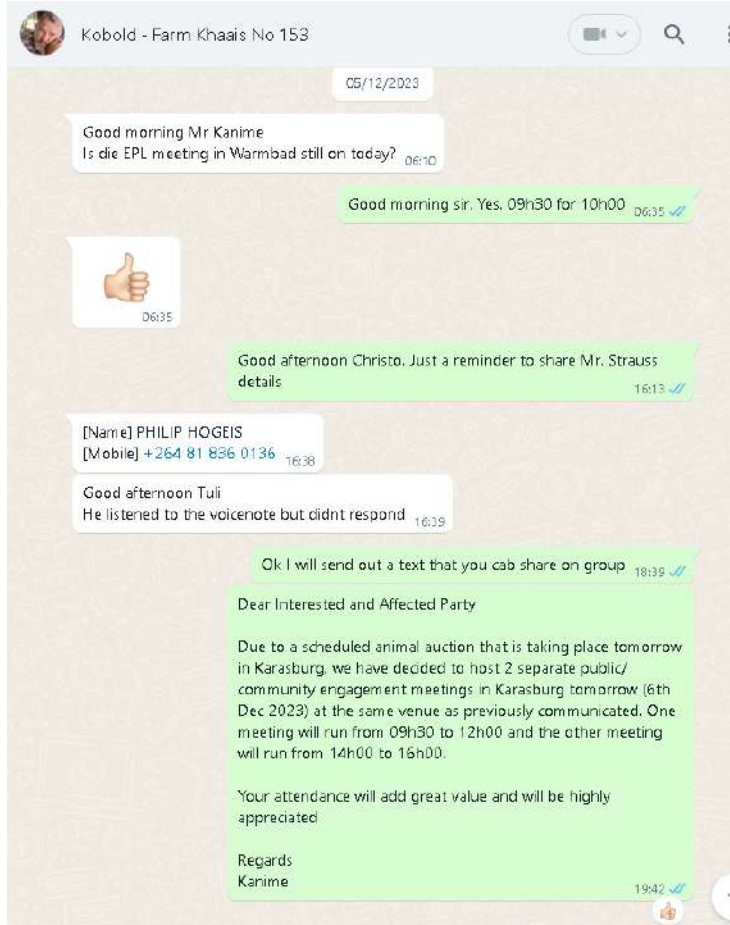 Kobold - Farm Khaais No 153
05/12/2023
Good morning Mr Kanime
Is die EPL meeting in Warmbad still on today? 06:10
Good morning sir. Yes. 09h30 for 10h00 06:35
06:35
Good afternoon Christo. Just a reminder to share Mr. Strauss
details
16:13
[Name] PHILIP HOGEIS
[Mobile] +264 81 836 0136 16:38
Good afternoon Tuli
He listened to the voicenote but didnt respond 16:39
Ok I will send out a text that you cab share on group 18:39
Dear Interested and Affected Party
Due to a scheduled animal auction that is taking place tomorrow
in Karasburg, we have decided to host 2 separate public/
community engagement meetings in Karasburg tomorrow (6th
Dec 2023) at the same venue as previously communicated. One
meeting will run from 09h30 to 12h00 and the other meeting
will run from 14h00 to 16h00.
Your attendance will add great value and will be highly
appreciated
Regards
Kanime
19:42